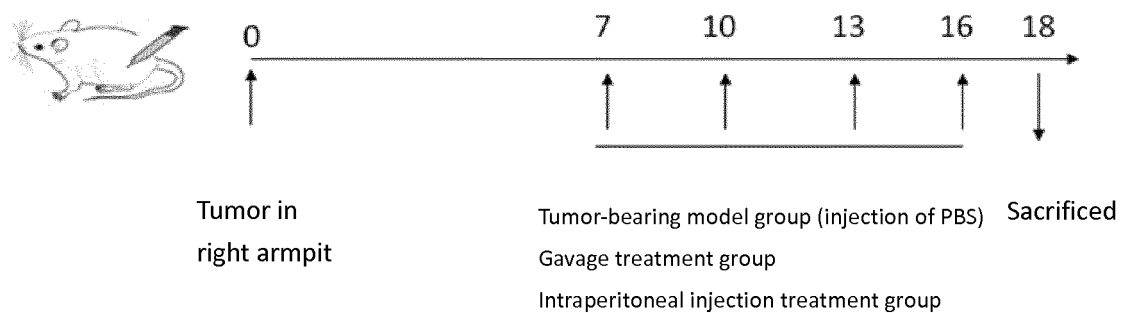 0 7 10 13 16 18
Tumor in
right armpit
Tumor-bearing model group (injection of PBS)
Gavage treatment group
Intraperitoneal injection treatment group
Sacrificed